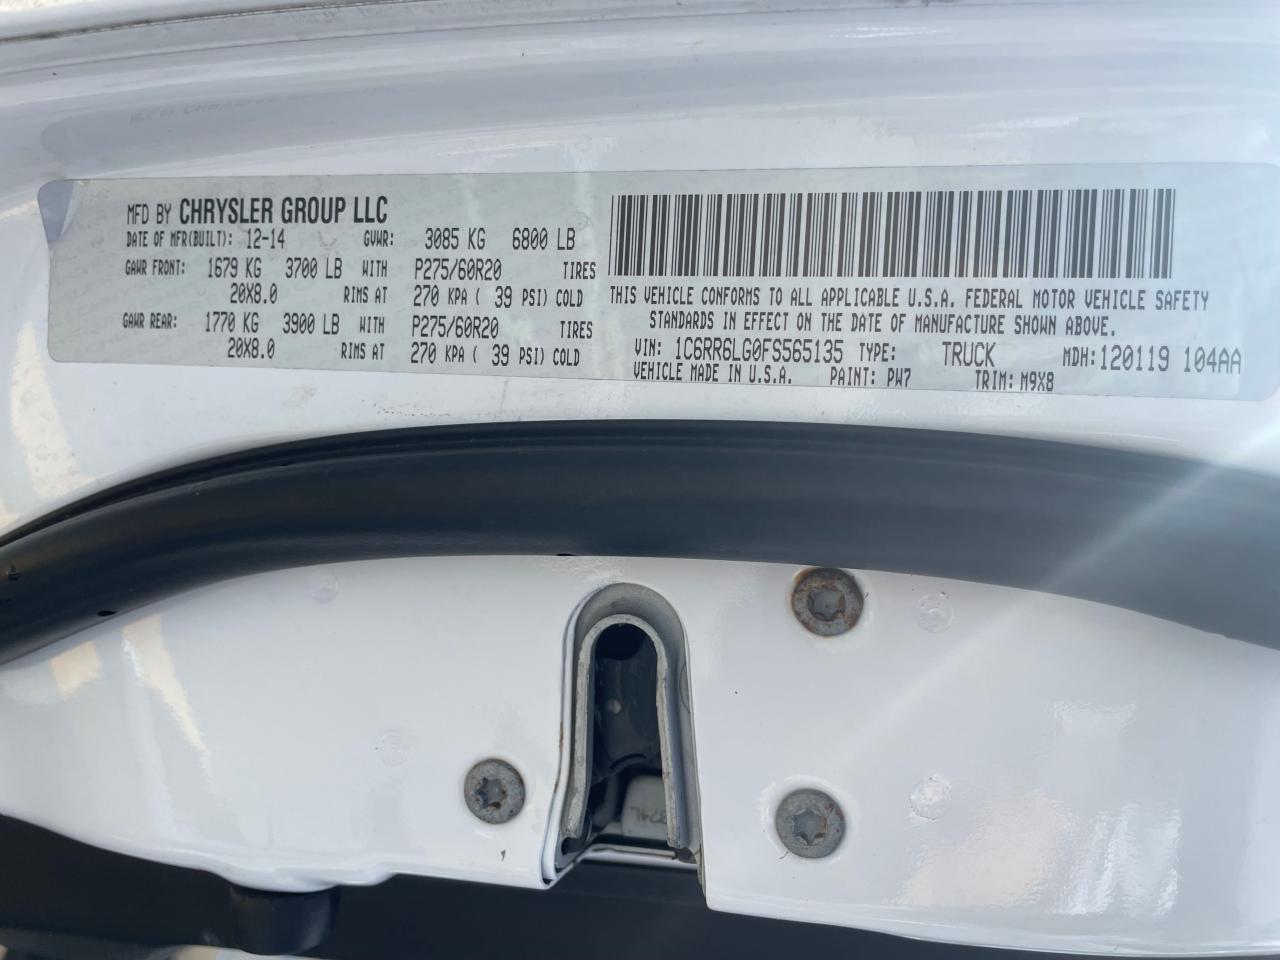 MFD BY CHRYSLER GROUP LLC
DATE OF MFR(BUILT): 12-14 GVWR: 3085 KG 6800 LB
GAWR FRONT: 1679 KG 3700 LB WITH P275/60R20 TIRES
20X8.0 RIMS AT 270 KPA ( 39 PSI) COLD
GAWR REAR: 1770 KG 3900 LB WITH P275/60R20 TIRES
20X8.0 RIMS AT 270 KPA ( 39 PSI) COLD
THIS VEHICLE CONFORMS TO ALL APPLICABLE U.S.A. FEDERAL MOTOR VEHICLE SAFETY
STANDARDS IN EFFECT ON THE DATE OF MANUFACTURE SHOWN ABOVE.
VIN: 1C6RR6LG0FS565135 TYPE: TRUCK MDH: 120119 104AA
VEHICLE MADE IN U.S.A. PAINT: PW7 TRIM: M9X8